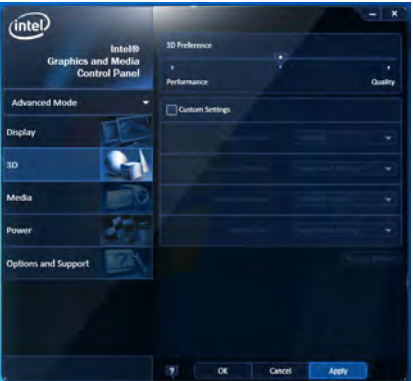 intel
Intel®
Graphics and Media
Control Panel
Advanced Mode
Display
3D
Media
Power
Options and Support
3D Preference
Performance
Quality
Custom Settings
?
OK
Cancel
Apply